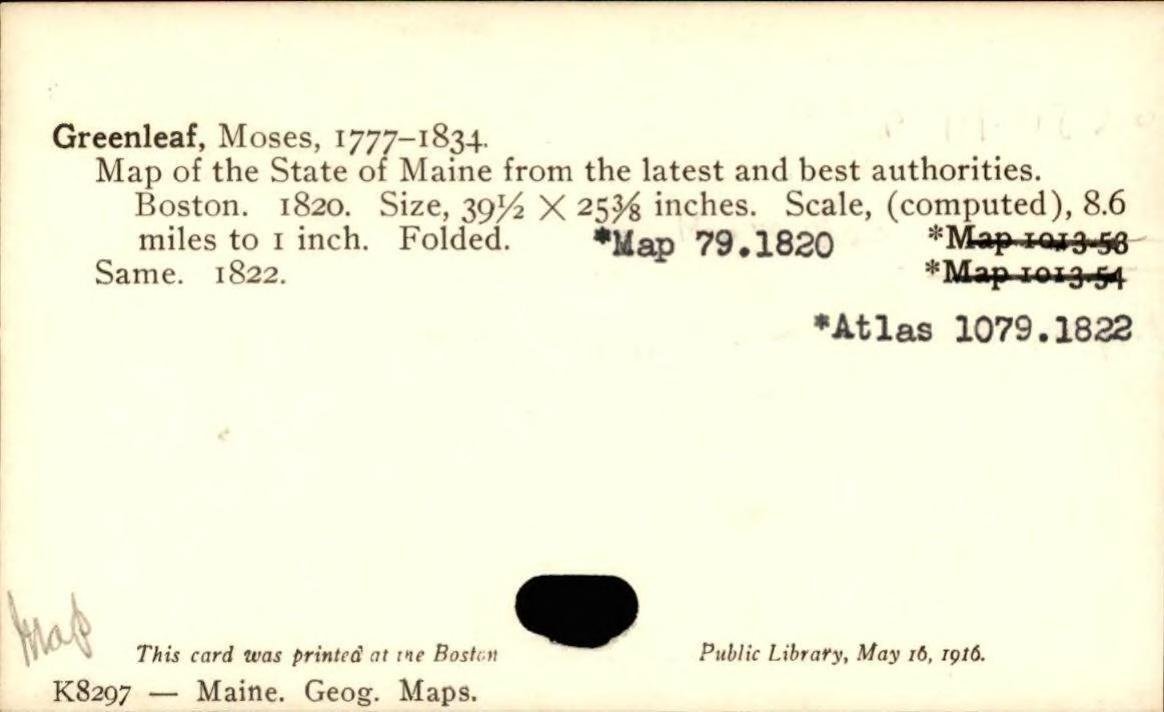 Greenleaf, Moses, 1777–1834.
Map of the State of Maine from the latest and best authorities.
Boston. 1820. Size, 39½ × 25⅜ inches. Scale, (computed), 8.6
miles to 1 inch. Folded. *Map 79.1820 *Map 1013.53
Same. 1822. *Map 1013.54
*Atlas 1079.1822
Map
This card was printed at the Boston Public Library, May 16, 1916.
K8297 — Maine. Geog. Maps.